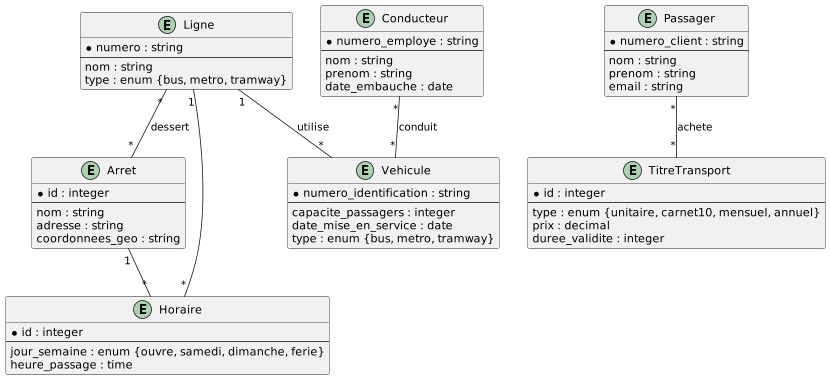 E Ligne
* numero : string
nom : string
type : enum {bus, metro, tramway}
E Conducteur
* numero_employe : string
nom : string
prenom : string
date_embauche : date
E Passager
* numero_client : string
nom : string
prenom : string
email : string
* 1 1 * *
dessert utilise conduit achete
* * * *
E Arret
* id : integer
nom : string
adresse : string
coordonnees_geo : string
E Vehicule
* numero_identification : string
capacite_passagers : integer
date_mise_en_service : date
type : enum {bus, metro, tramway}
E TitreTransport
* id : integer
type : enum {unitaire, carnet10, mensuel, annuel}
prix : decimal
duree_validite : integer
1
* *
E Horaire
* id : integer
jour_semaine : enum {ouvre, samedi, dimanche, ferie}
heure_passage : time